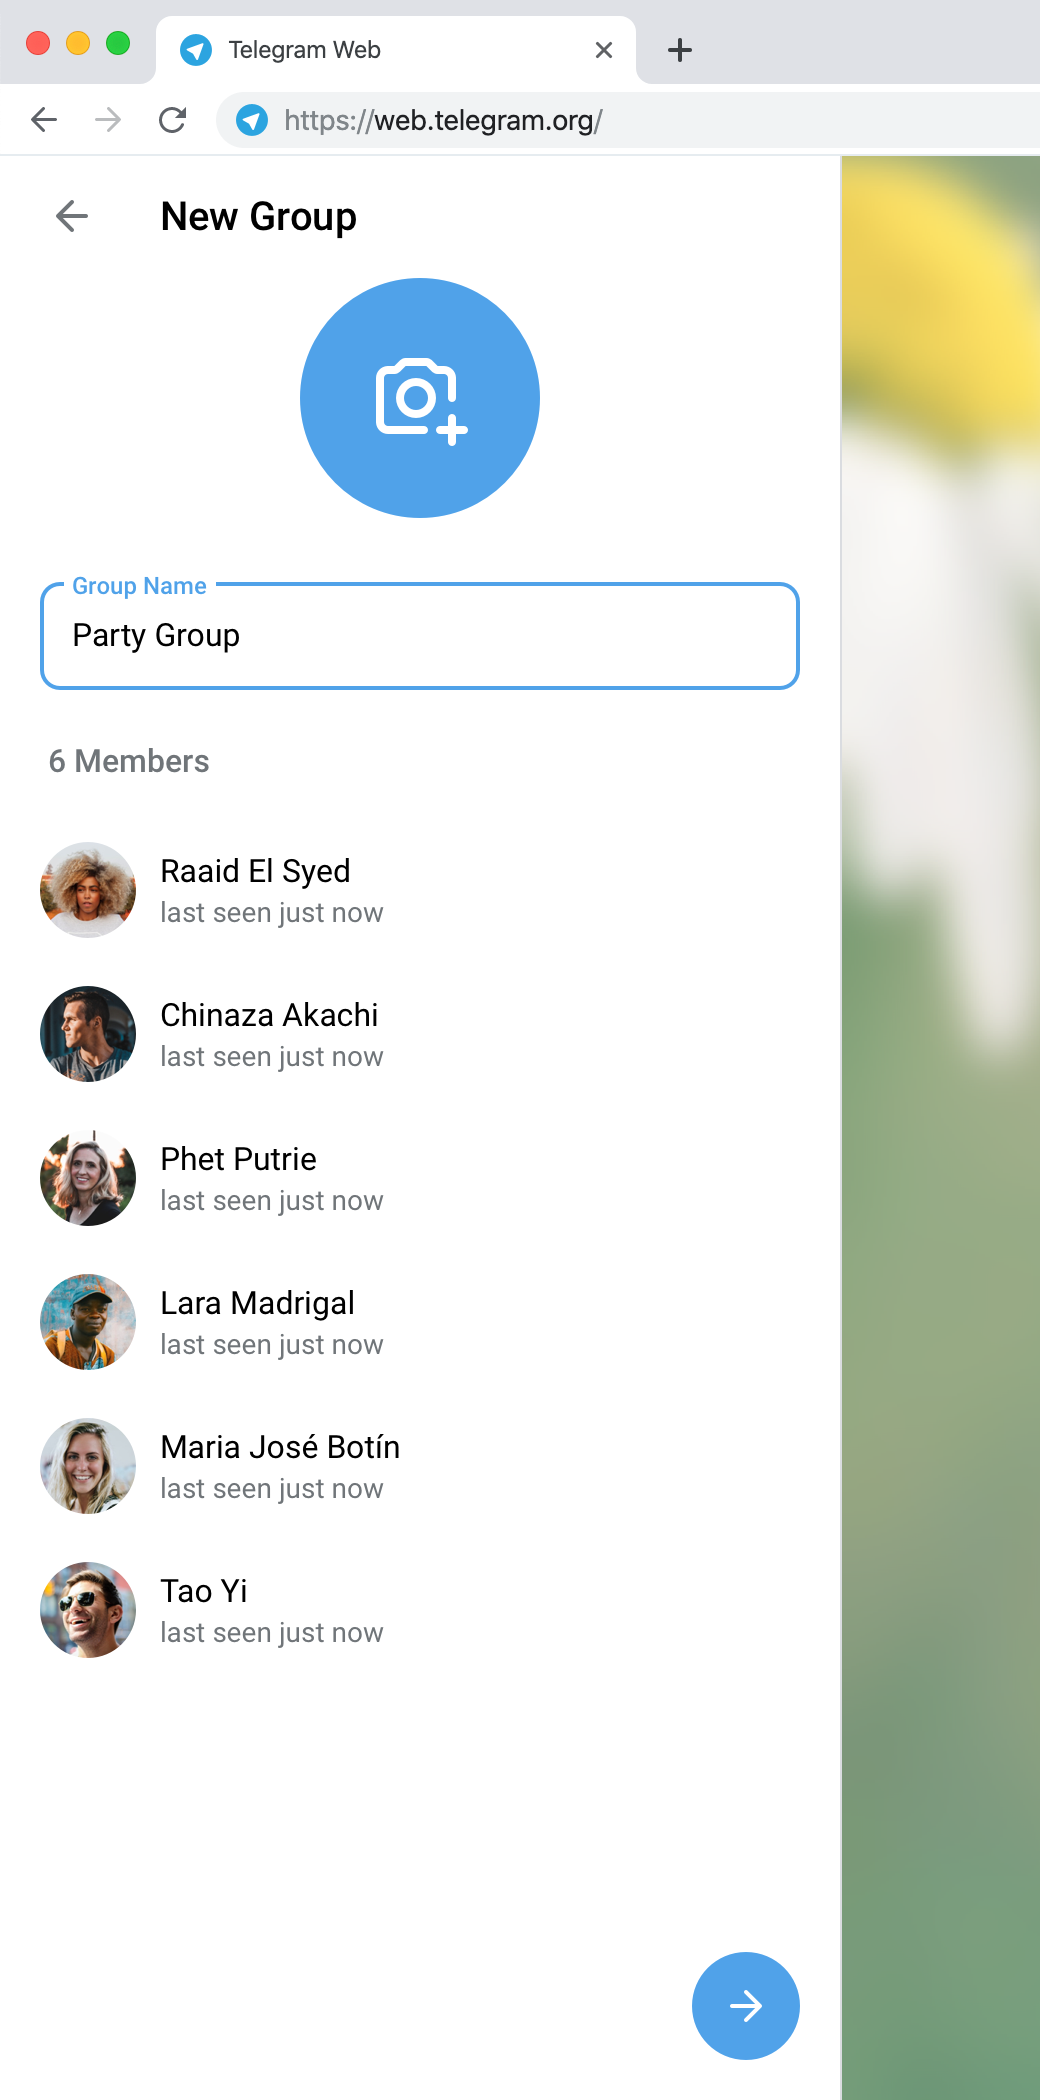 Telegram Web
https://web.telegram.org/
New Group
Group Name
Party Group
6 Members
Raaid El Syed
last seen just now
Chinaza Akachi
last seen just now
Phet Putrie
last seen just now
Lara Madrigal
last seen just now
Maria José Botín
last seen just now
Tao Yi
last seen just now